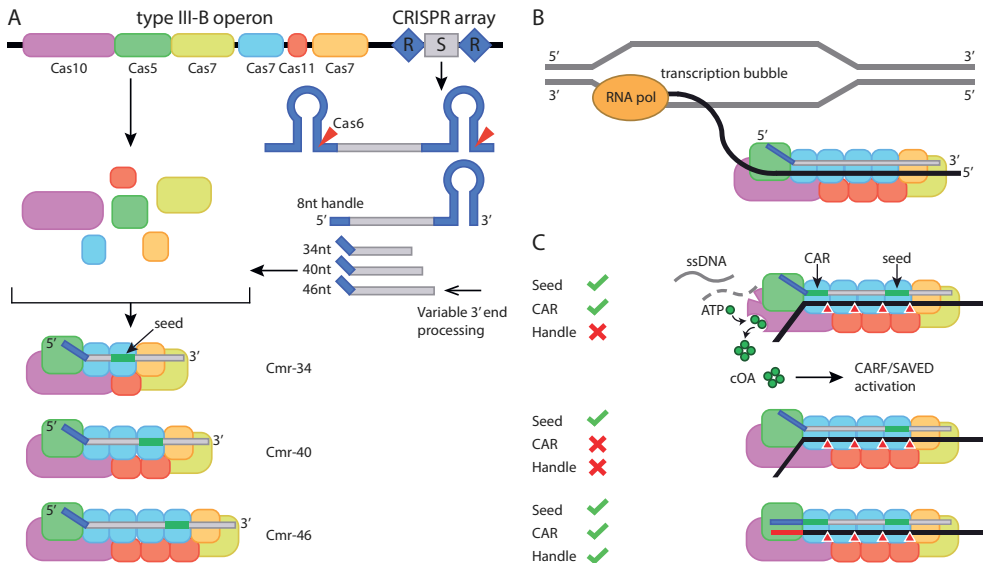 A
type III-B operon
CRISPR array
R
S
R
Cas10
Cas5
Cas7
Cas7
Cas11
Cas7
Cas6
8nt handle
5′
3′
34nt
40nt
46nt
Variable 3′ end
processing
seed
5′
3′
Cmr-34
5′
3′
Cmr-40
5′
3′
Cmr-46
B
5′
3′
transcription bubble
3′
5′
RNA pol
5′
3′
5′
C
ssDNA
CAR
seed
Seed
CAR
Handle
ATP
cOA
CARF/SAVED
activation
Seed
CAR
Handle
Seed
CAR
Handle